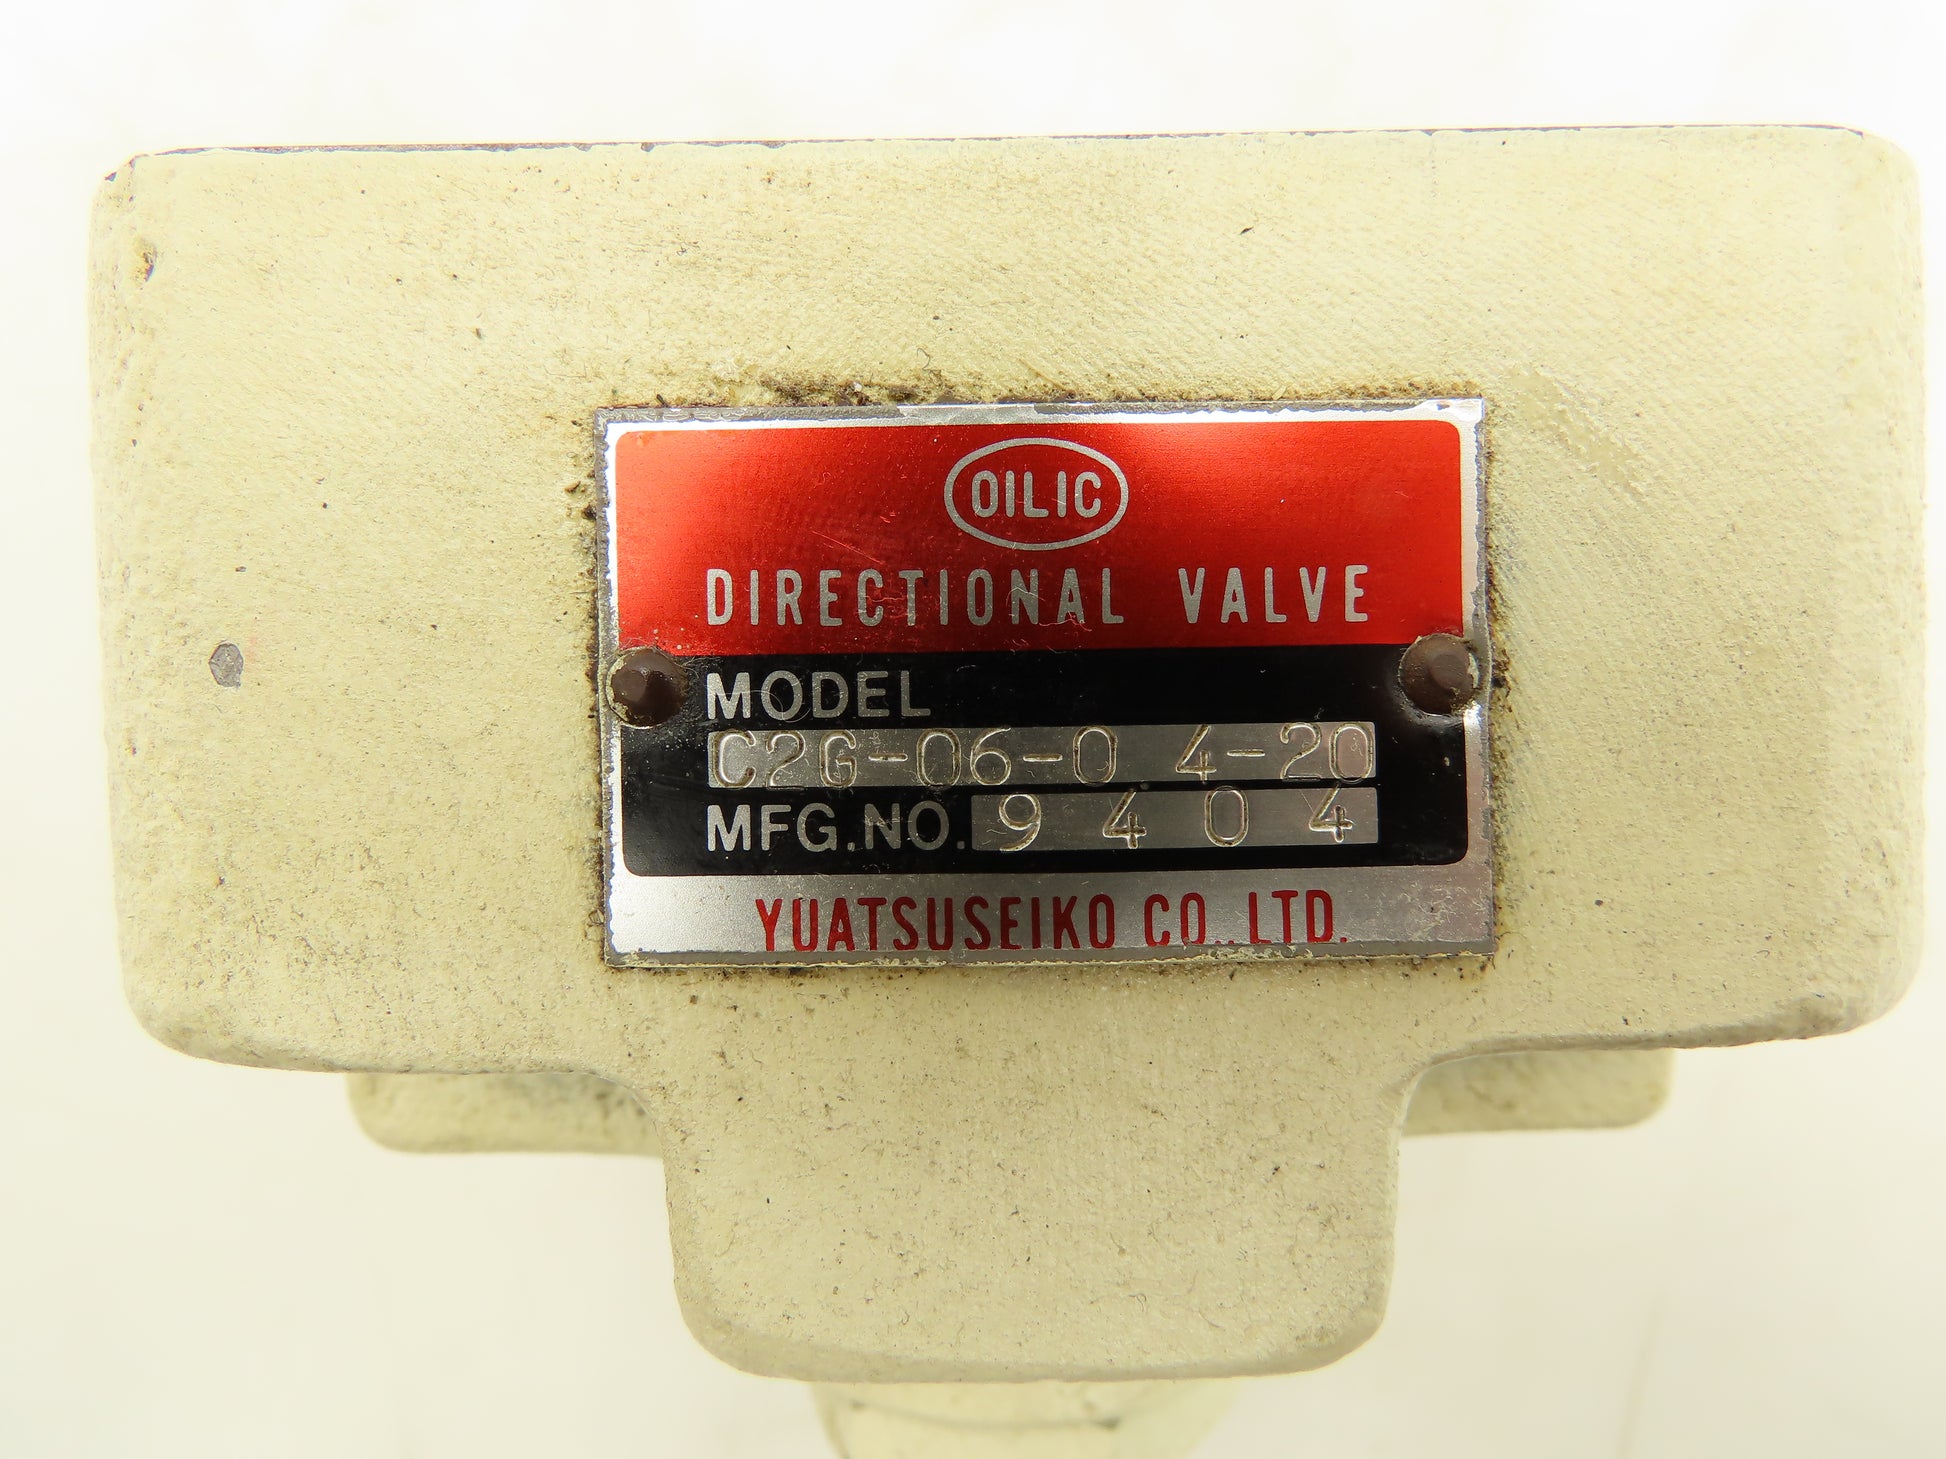 OILIC
DIRECTIONAL VALVE
MODEL
C2G-06-0 4-20
MFG.NO. 9 4 0 4
YUATSUSEIKO CO.,LTD.